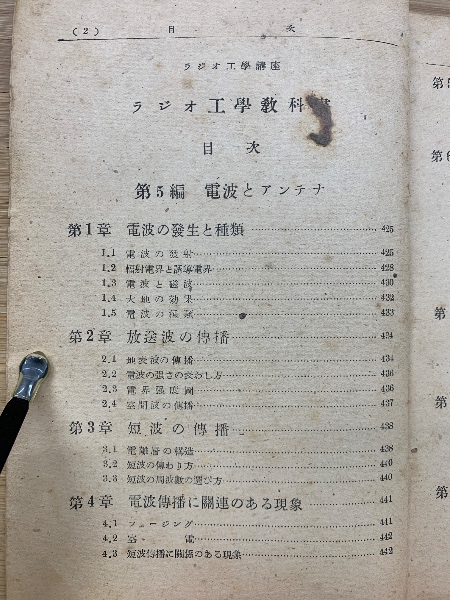 (2) 目 次
ラジオ工學講座
ラジオ工學教科書
目次
第5編 電波とアンテナ
第1章 電波の發生と種類 425
1.1 電波の發射 425
1.2 輻射電界と誘導電界 428
1.3 電波と磁波 430
1.4 大地の効果 432
1.5 電波の種類 433
第2章 放送波の傳播 434
2.1 地表波の傳播 434
2.2 電波の强さの表わし方 436
2.3 電界强度圖 436
2.4 空間波の傳播 437
第3章 短波の傳播 438
3.1 電離層の構造 438
3.2 短波の傳わり方 440
3.3 短波の周波數の選び方 440
第4章 電波傳播に關連のある現象 441
4.1 フェージング 441
4.2 空電 442
4.3 短波傳播に關係のある現象 442
第5
第6
第
第
第